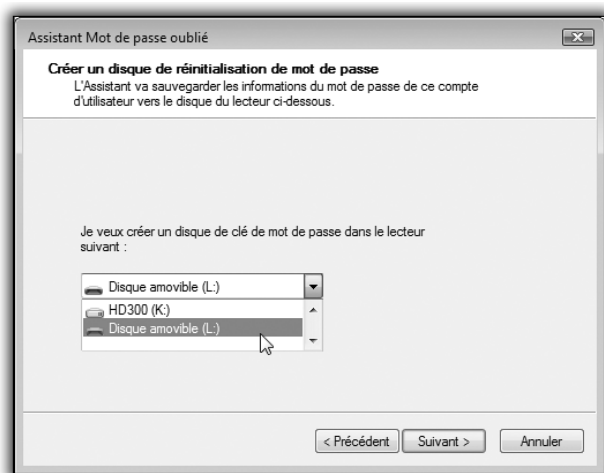 Assistant Mot de passe oublié
Créer un disque de réinitialisation de mot de passe
L'Assistant va sauvegarder les informations du mot de passe de ce compte
d'utilisateur vers le disque du lecteur ci-dessous.
Je veux créer un disque de clé de mot de passe dans le lecteur
suivant :
Disque amovible (L:)
HD300 (K:)
Disque amovible (L:)
< Précédent Suivant > Annuler